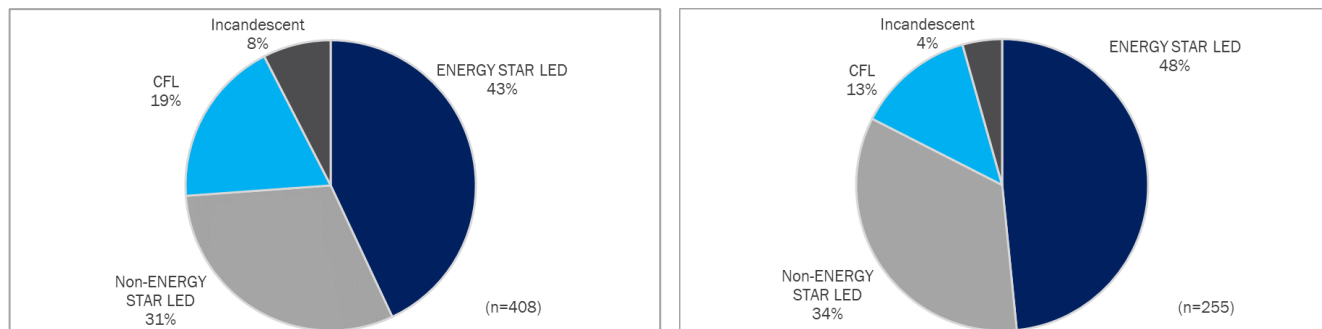 Incandescent
8%
ENERGY STAR LED
43%
CFL
19%
Non-ENERGY
STAR LED
31%
(n=408)
Incandescent
4%
ENERGY STAR LED
48%
CFL
13%
Non-ENERGY
STAR LED
34%
(n=255)